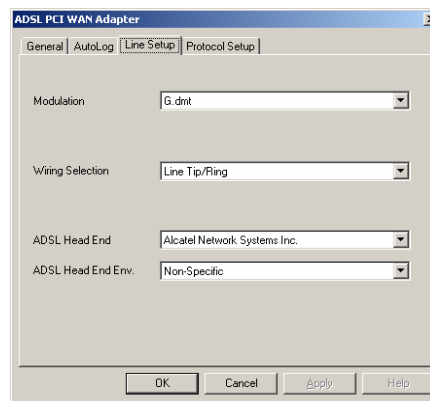 ADSL PCI WAN Adapter
General AutoLog Line Setup Protocol Setup
Modulation G.dmt
Wiring Selection Line Tip/Ring
ADSL Head End Alcatel Network Systems Inc.
ADSL Head End Env. Non-Specific
OK Cancel Apply Help